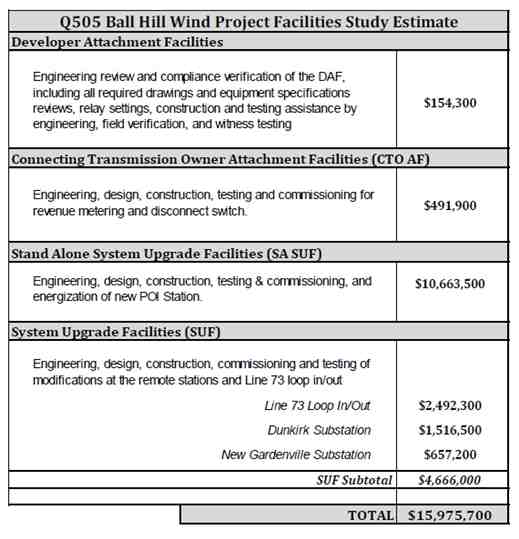 Q505 Ball Hill Wind Project Facilities Study Estimate
Developer Attachment Facilities
Engineering review and compliance verification of the DAF,
including all required drawings and equipment specifications
reviews, relay settings, construction and testing assistance by
engineering, field verification, and witness testing
$154,300
Connecting Transmission Owner Attachment Facilities (CTO AF)
Engineering, design, construction, testing and commissioning for
revenue metering and disconnect switch.
$491,900
Stand Alone System Upgrade Facilities (SA SUF)
Engineering, design, construction, testing & commissioning, and
energization of new POI Station.
$10,663,500
System Upgrade Facilities (SUF)
Engineering, design, construction, commissioning and testing of
modifications at the remote stations and Line 73 loop in/out
Line 73 Loop In/Out $2,492,300
Dunkirk Substation $1,516,500
New Gardenville Substation $657,200
SUF Subtotal $4,666,000
TOTAL $15,975,700